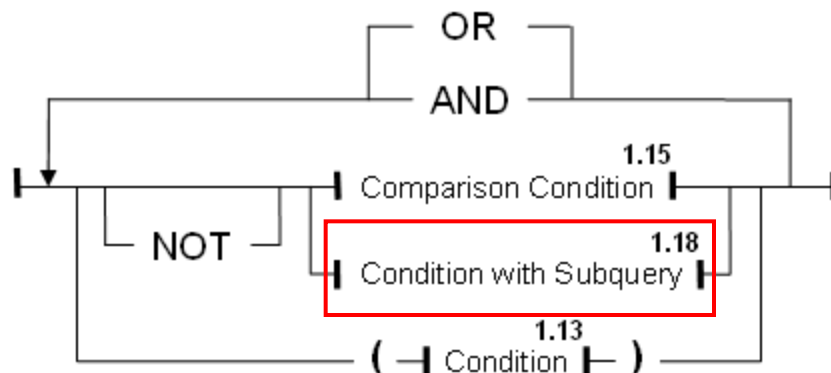 OR
AND
1.15
Comparison Condition
NOT
1.18
Condition with Subquery
1.13
( Condition )